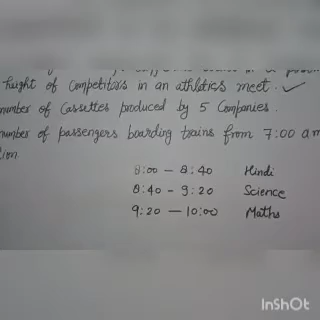 height of Competitors in an athletics meet. ✓
number of Cassettes produced by 5 Companies.
number of passengers boarding trains from 7:00 am
tion
8:00 - 8:40 Hindi
8:40 - 9:20 Science
9:20 - 10:00 Maths
InShOt